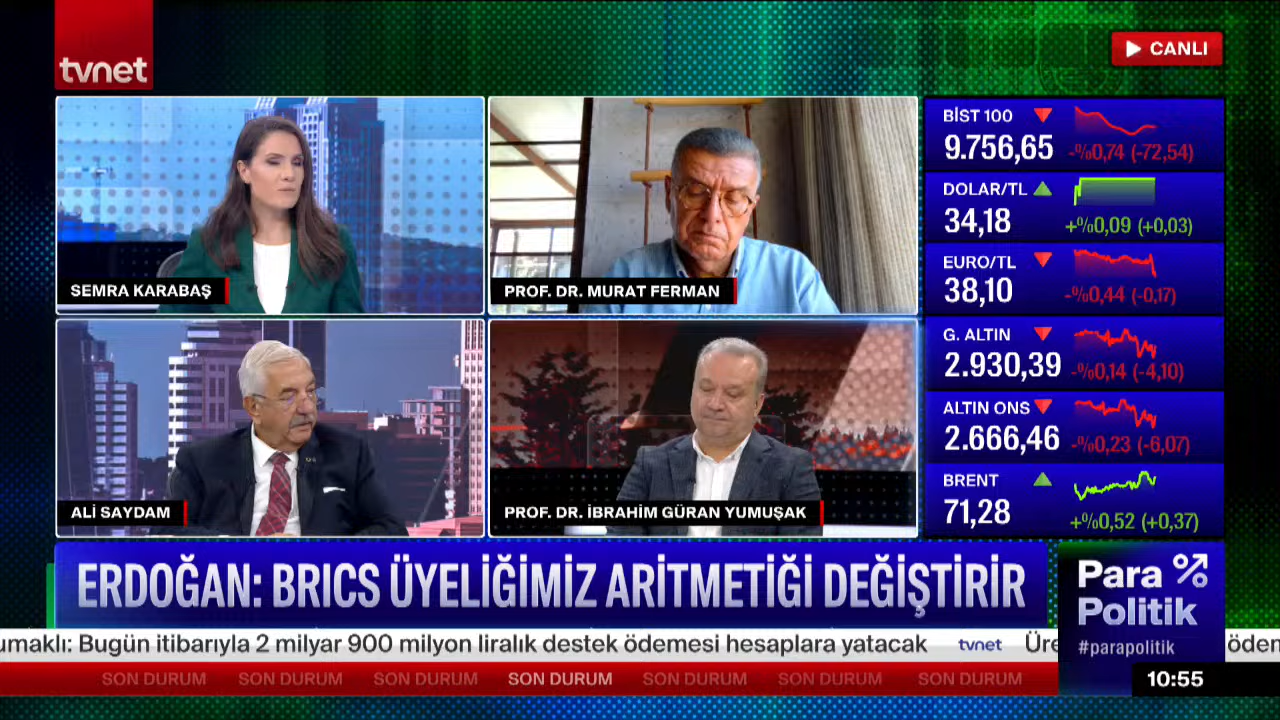 tvnet
CANLI
SEMRA KARABAŞ
PROF. DR. MURAT FERMAN
ALİ SAYDAM
PROF. DR. İBRAHİM GÜRAN YUMUŞAK
BİST 100
9.756,65
-%0,74 (-72,54)
DOLAR/TL
34,18
+%0,09 (+0,03)
EURO/TL
38,10
-%0,44 (-0,17)
G. ALTIN
2.930,39
-%0,14 (-4,10)
ALTIN ONS
2.666,46
-%0,23 (-6,07)
BRENT
71,28
+%0,52 (+0,37)
ERDOĞAN: BRICS ÜYELİĞİMİZ ARİTMETİĞİ DEĞİŞTİRİR
Para %
Politik
#parapolitik
umaklı: Bugün itibarıyla 2 milyar 900 milyon liralık destek ödemesi hesaplara yatacak tvnet Üre ödem
SON DURUM SON DURUM SON DURUM SON DURUM SON DURUM SON DURUM SON DURUM
10:55